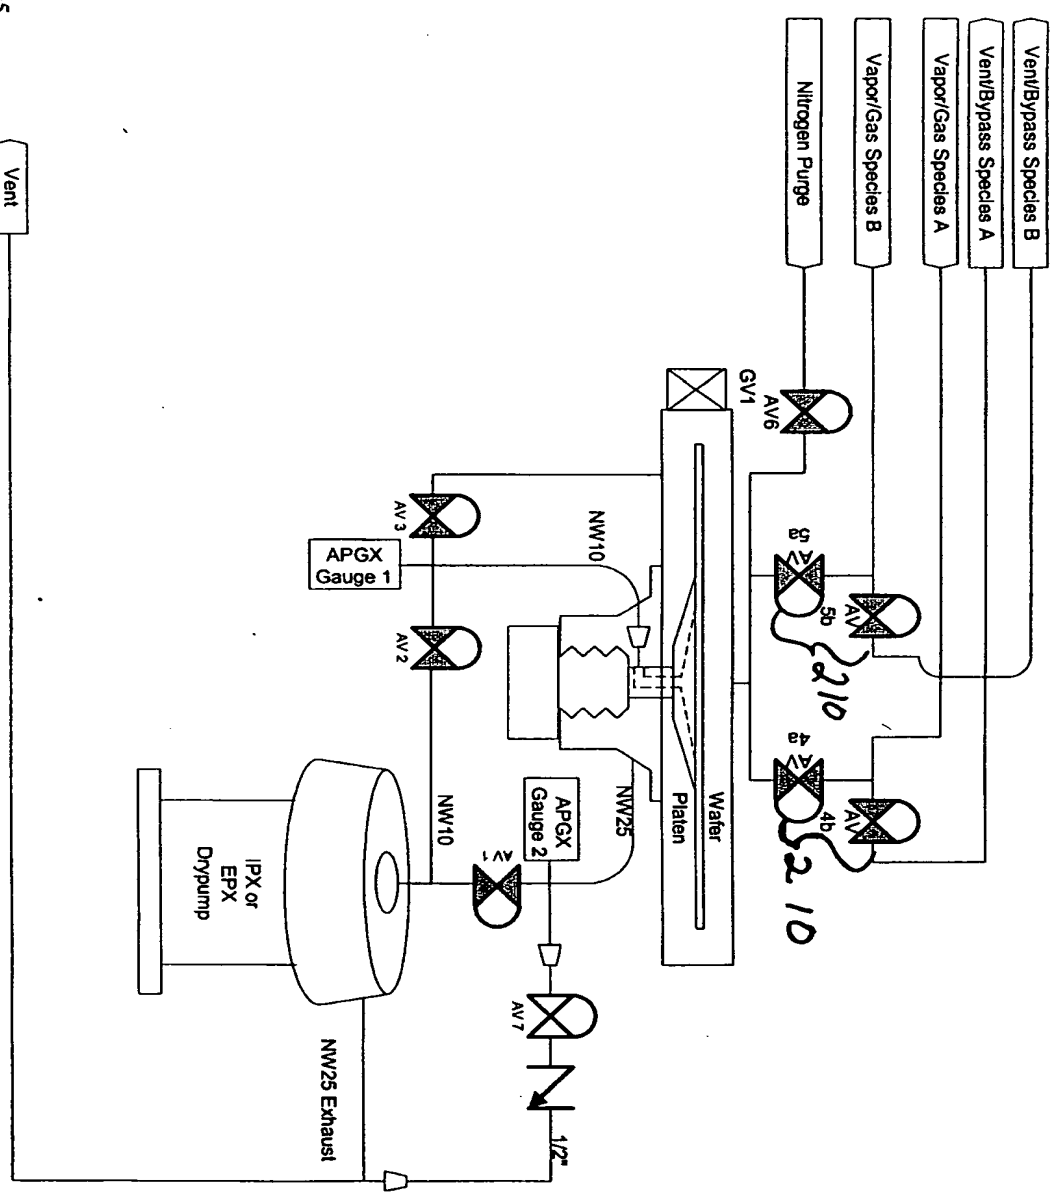 Vent/Bypass Species B
Vent/Bypass Species A
Vapor/Gas Species A
Vapor/Gas Species B
Nitrogen Purge
AV6
GV1
AV
5a
AV
5b
210
AV
4a
AV
4b
210
Wafer
Platen
NW10
NW25
AV 3
APGX
Gauge 1
AV 2
APGX
Gauge 2
AV 1
NW10
AV 7
1/2"
IPX or
EPX
Drypump
NW25 Exhaust
Vent